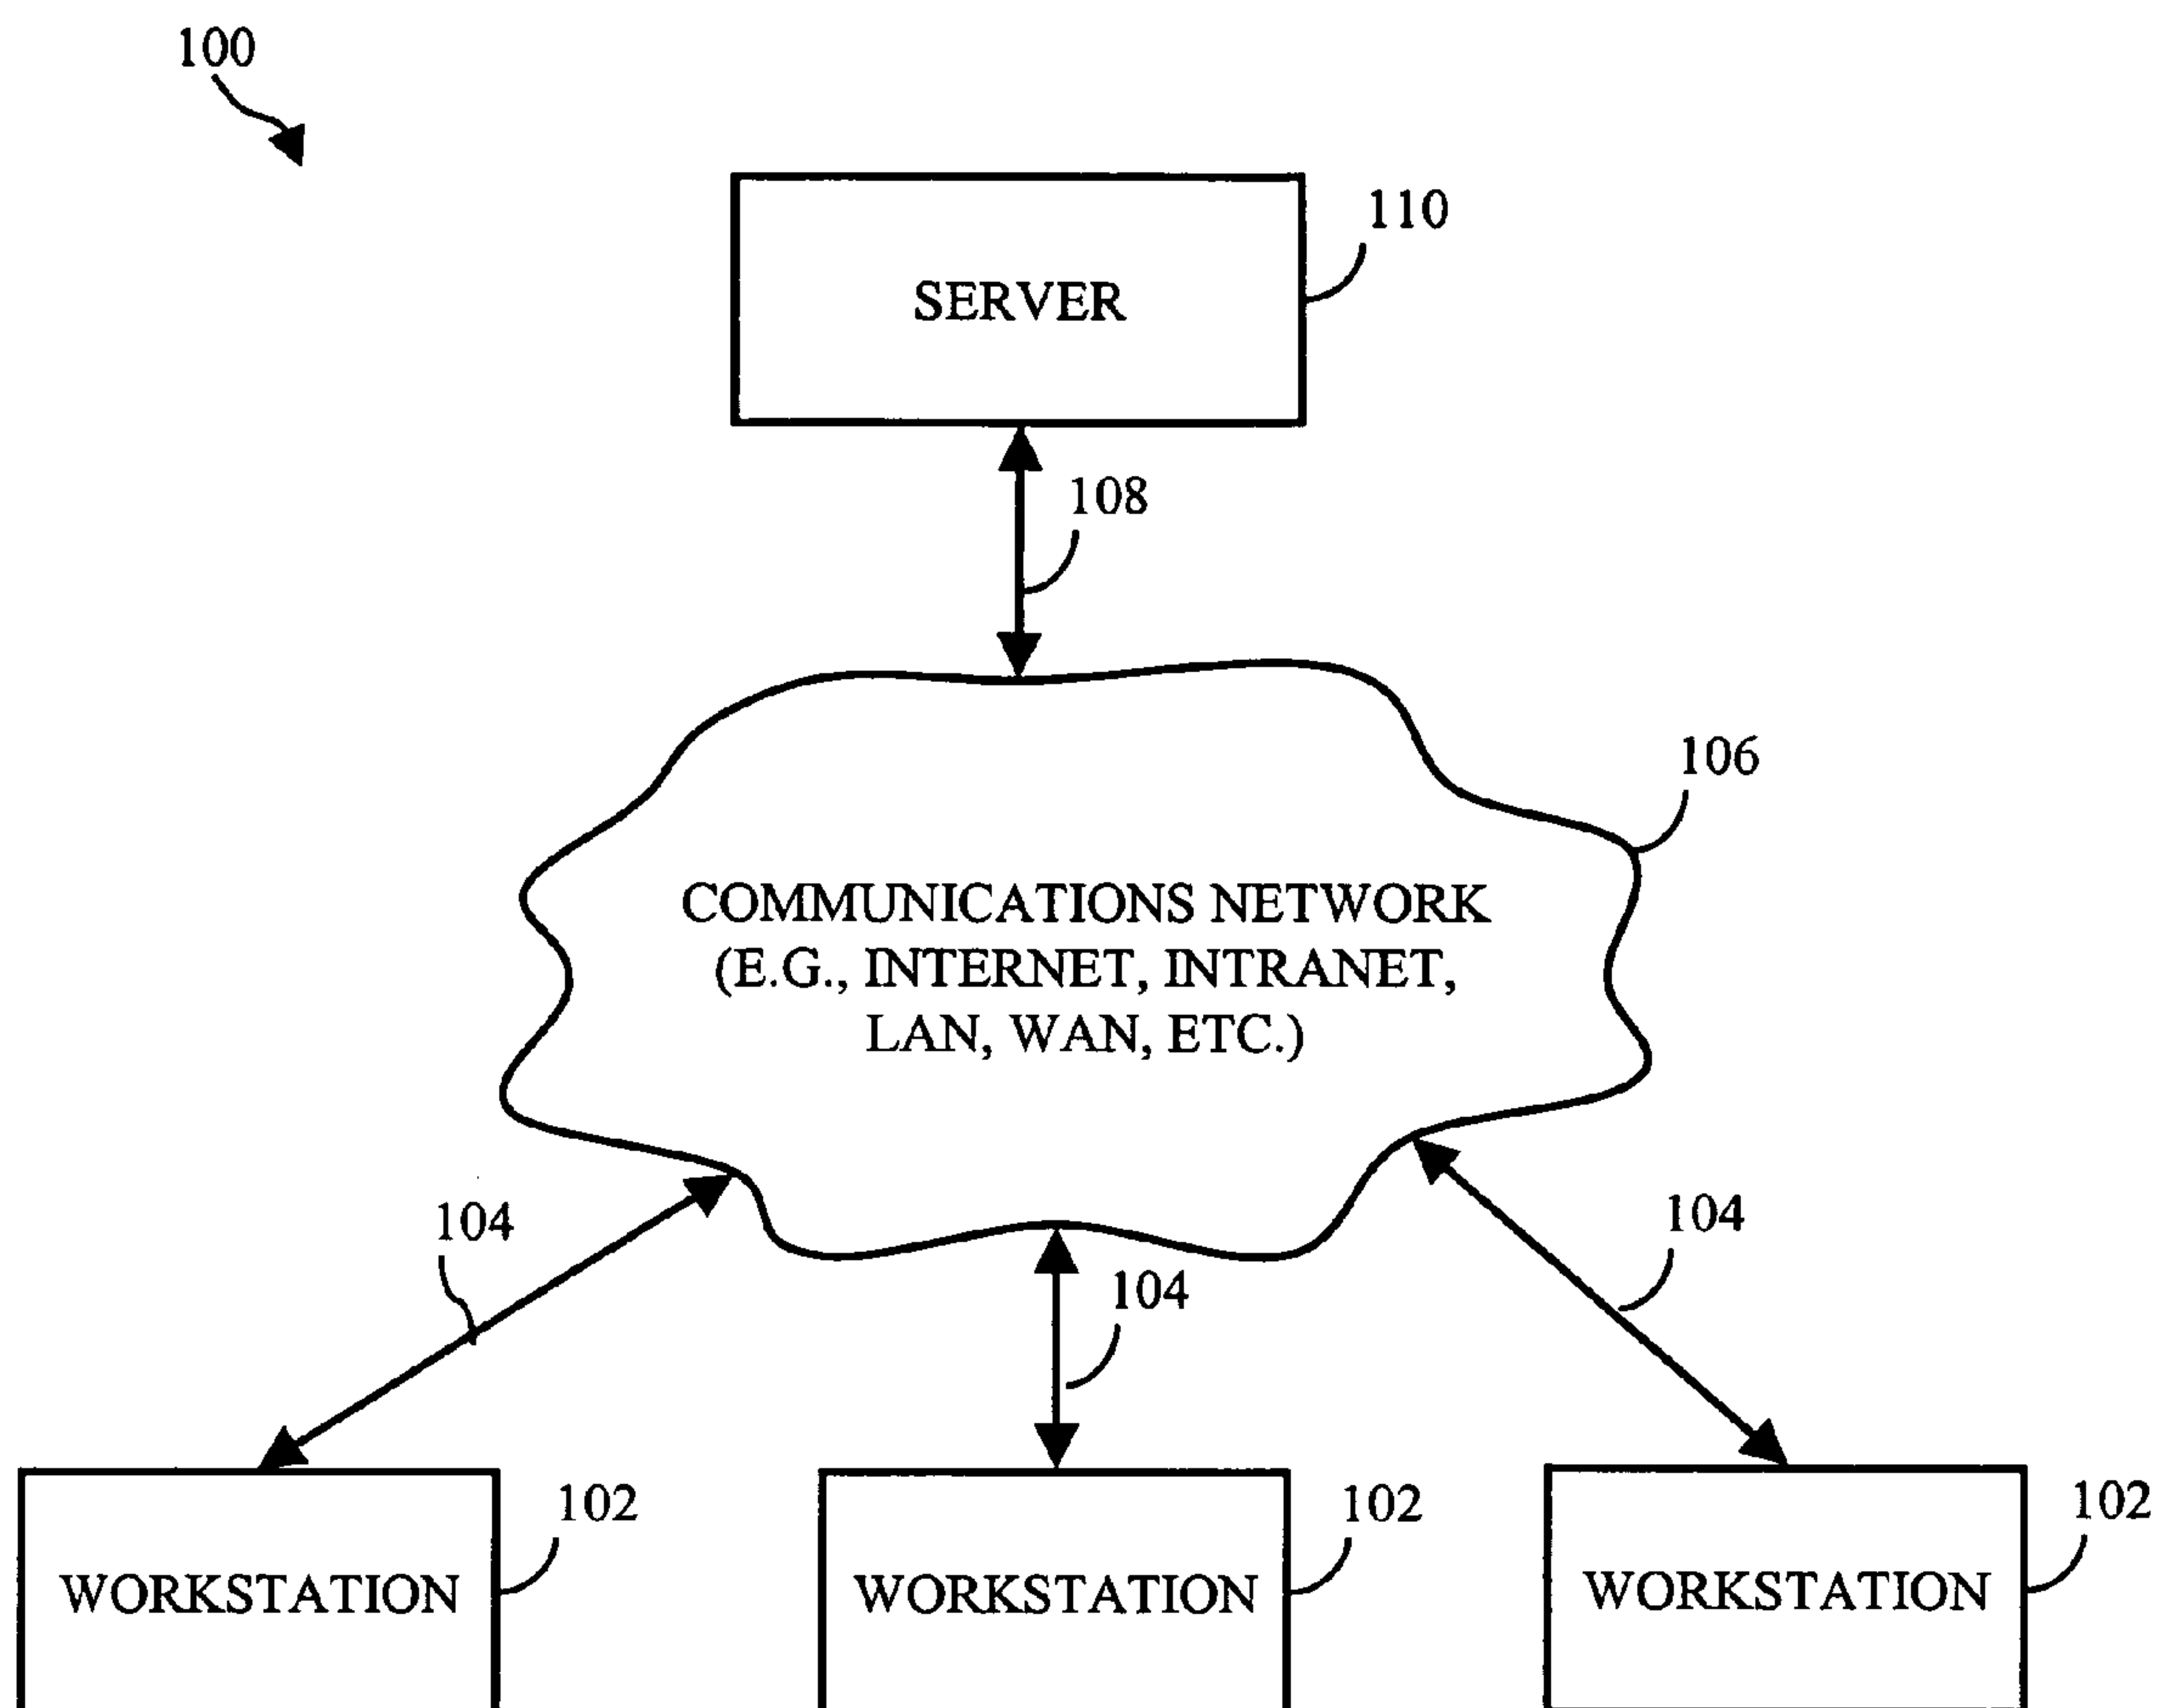 100
110
SERVER
108
106
COMMUNICATIONS NETWORK
(E.G., INTERNET, INTRANET,
LAN, WAN, ETC.)
104
104
104
102
102
102
WORKSTATION
WORKSTATION
WORKSTATION